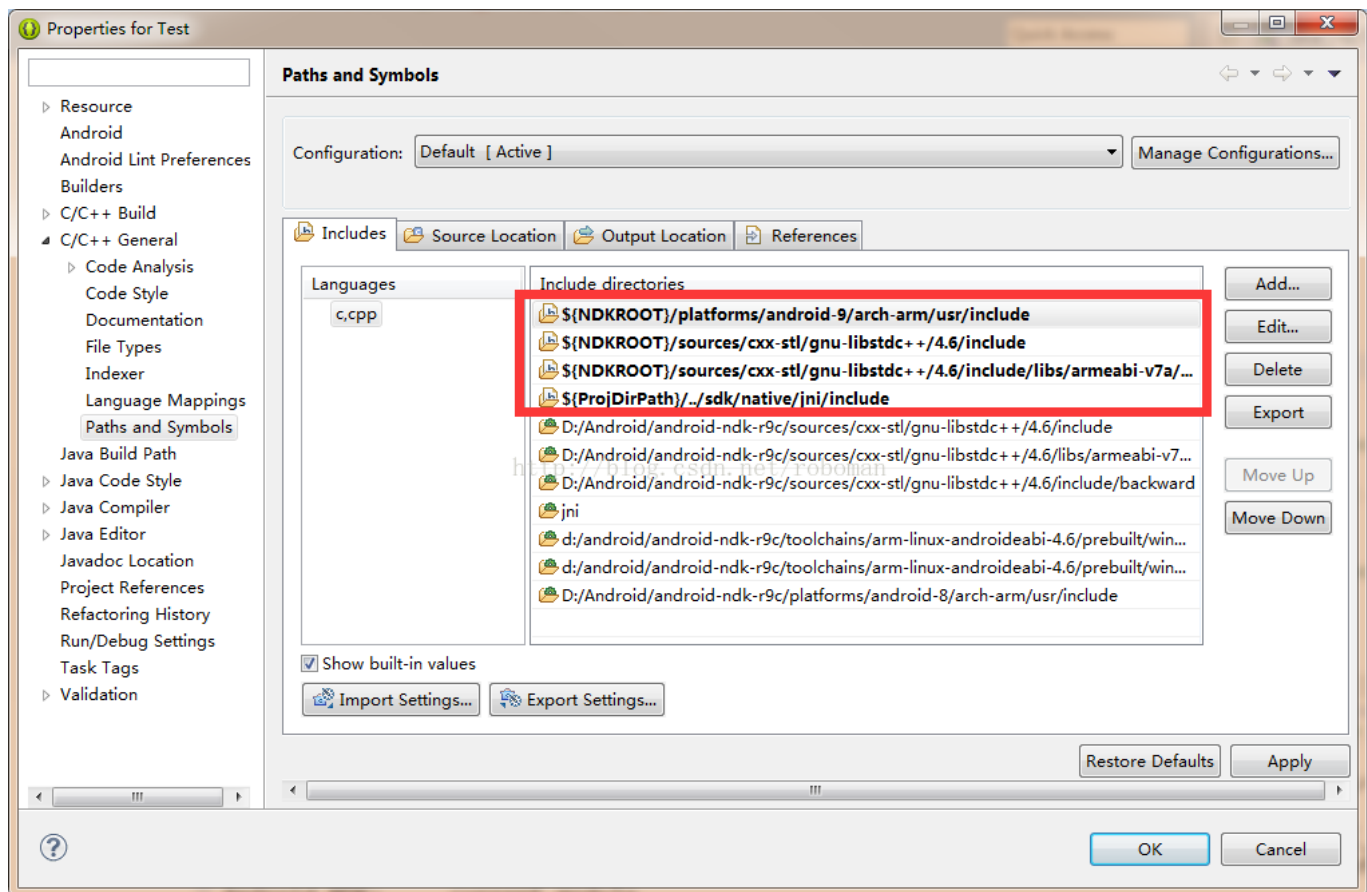 Properties for Test
Paths and Symbols
Resource
Android
Android Lint Preferences
Builders
C/C++ Build
C/C++ General
Code Analysis
Code Style
Documentation
File Types
Indexer
Language Mappings
Paths and Symbols
Java Build Path
Java Code Style
Java Compiler
Java Editor
Javadoc Location
Project References
Refactoring History
Run/Debug Settings
Task Tags
Validation
Configuration: Default [ Active ] Manage Configurations...
Includes Source Location Output Location References
Languages
c,cpp
Include directories
${NDKROOT}/platforms/android-9/arch-arm/usr/include
${NDKROOT}/sources/cxx-stl/gnu-libstdc++/4.6/include
${NDKROOT}/sources/cxx-stl/gnu-libstdc++/4.6/include/libs/armeabi-v7a/...
${ProjDirPath}/../sdk/native/jni/include
D:/Android/android-ndk-r9c/sources/cxx-stl/gnu-libstdc++/4.6/include
D:/Android/android-ndk-r9c/sources/cxx-stl/gnu-libstdc++/4.6/libs/armeabi-v7...
http://blog.csdn.net/roboman
D:/Android/android-ndk-r9c/sources/cxx-stl/gnu-libstdc++/4.6/include/backward
jni
d:/android/android-ndk-r9c/toolchains/arm-linux-androideabi-4.6/prebuilt/win...
d:/android/android-ndk-r9c/toolchains/arm-linux-androideabi-4.6/prebuilt/win...
D:/Android/android-ndk-r9c/platforms/android-8/arch-arm/usr/include
Add...
Edit...
Delete
Export
Move Up
Move Down
Show built-in values
Import Settings... Export Settings...
Restore Defaults Apply
OK Cancel